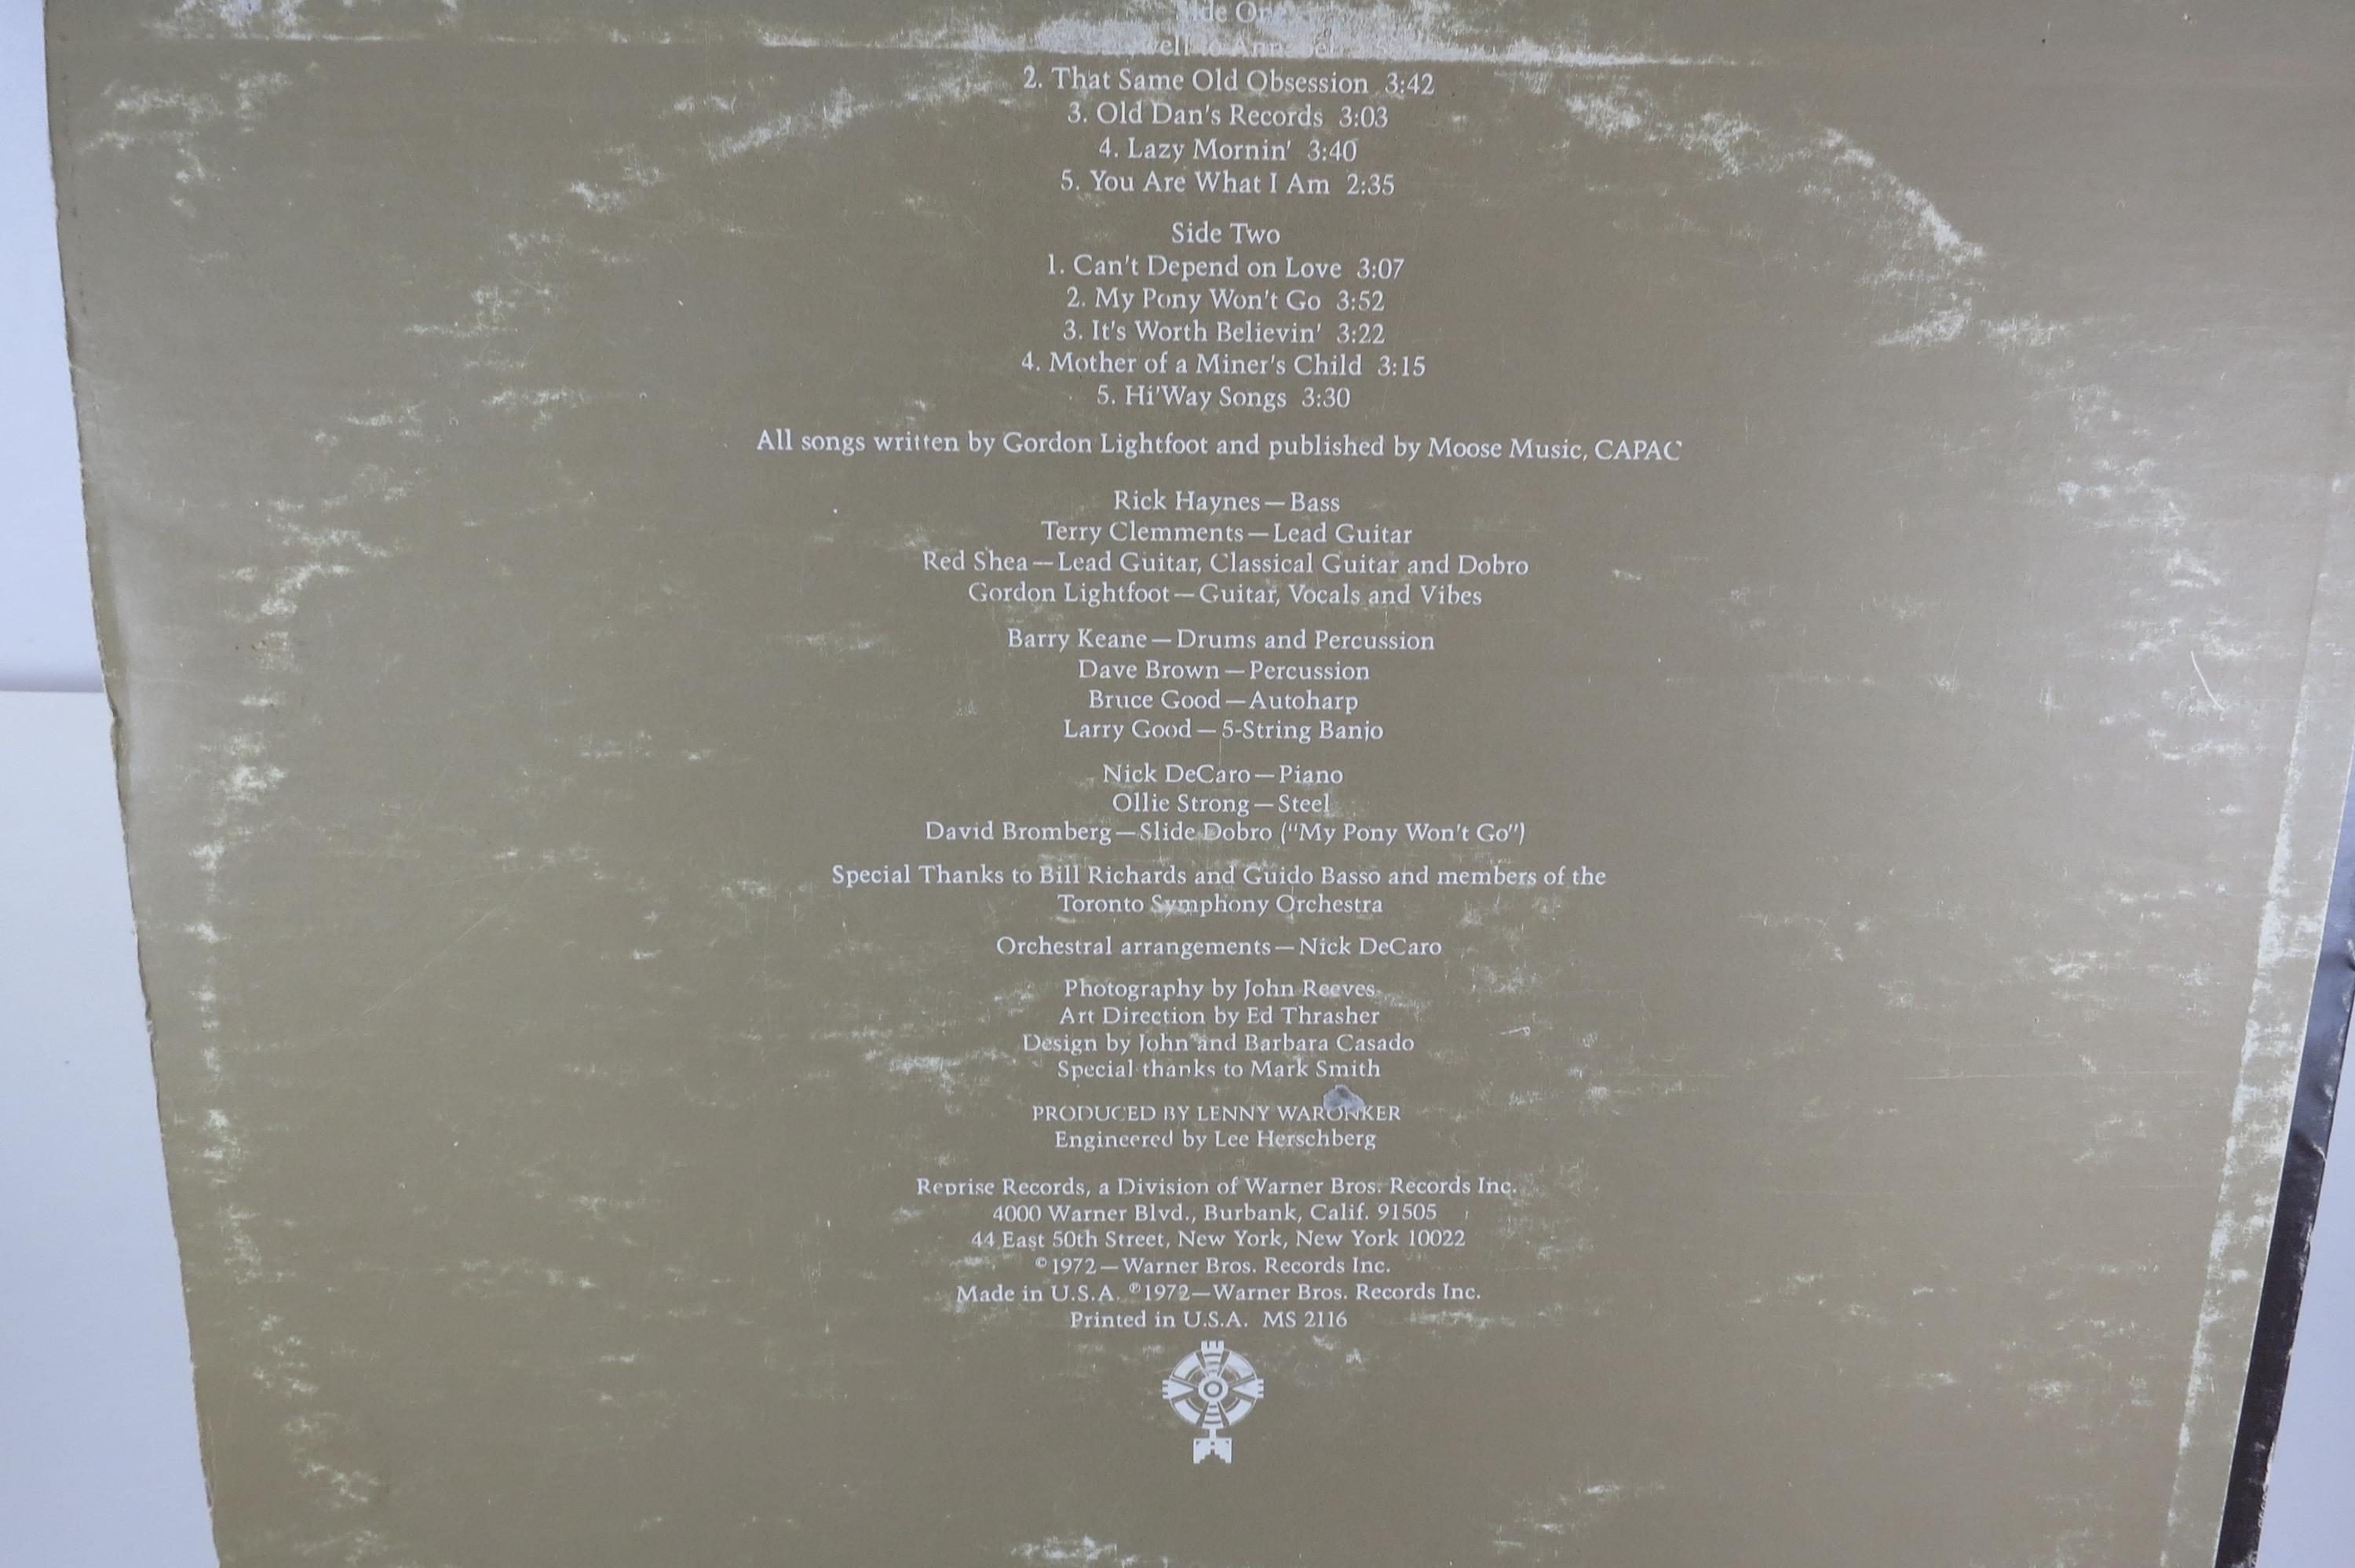 Side One
2. That Same Old Obsession 3:42
3. Old Dan's Records 3:03
4. Lazy Mornin' 3:40
5. You Are What I Am 2:35
Side Two
1. Can't Depend on Love 3:07
2. My Pony Won't Go 3:52
3. It's Worth Believin' 3:22
4. Mother of a Miner's Child 3:15
5. Hi'Way Songs 3:30
All songs written by Gordon Lightfoot and published by Moose Music, CAPAC
Rick Haynes—Bass
Terry Clemments—Lead Guitar
Red Shea—Lead Guitar, Classical Guitar and Dobro
Gordon Lightfoot—Guitar, Vocals and Vibes
Barry Keane—Drums and Percussion
Dave Brown—Percussion
Bruce Good—Autoharp
Larry Good—5-String Banjo
Nick DeCaro—Piano
Ollie Strong—Steel
David Bromberg—Slide Dobro ("My Pony Won't Go")
Special Thanks to Bill Richards and Guido Basso and members of the
Toronto Symphony Orchestra
Orchestral arrangements—Nick DeCaro
Photography by John Reeves
Art Direction by Ed Thrasher
Design by John and Barbara Casado
Special thanks to Mark Smith
PRODUCED BY LENNY WARONKER
Engineered by Lee Herschberg
Reprise Records, a Division of Warner Bros. Records Inc.
4000 Warner Blvd., Burbank, Calif. 91505
44 East 50th Street, New York, New York 10022
©1972—Warner Bros. Records Inc.
Made in U.S.A. ℗1972—Warner Bros. Records Inc.
Printed in U.S.A. MS 2116